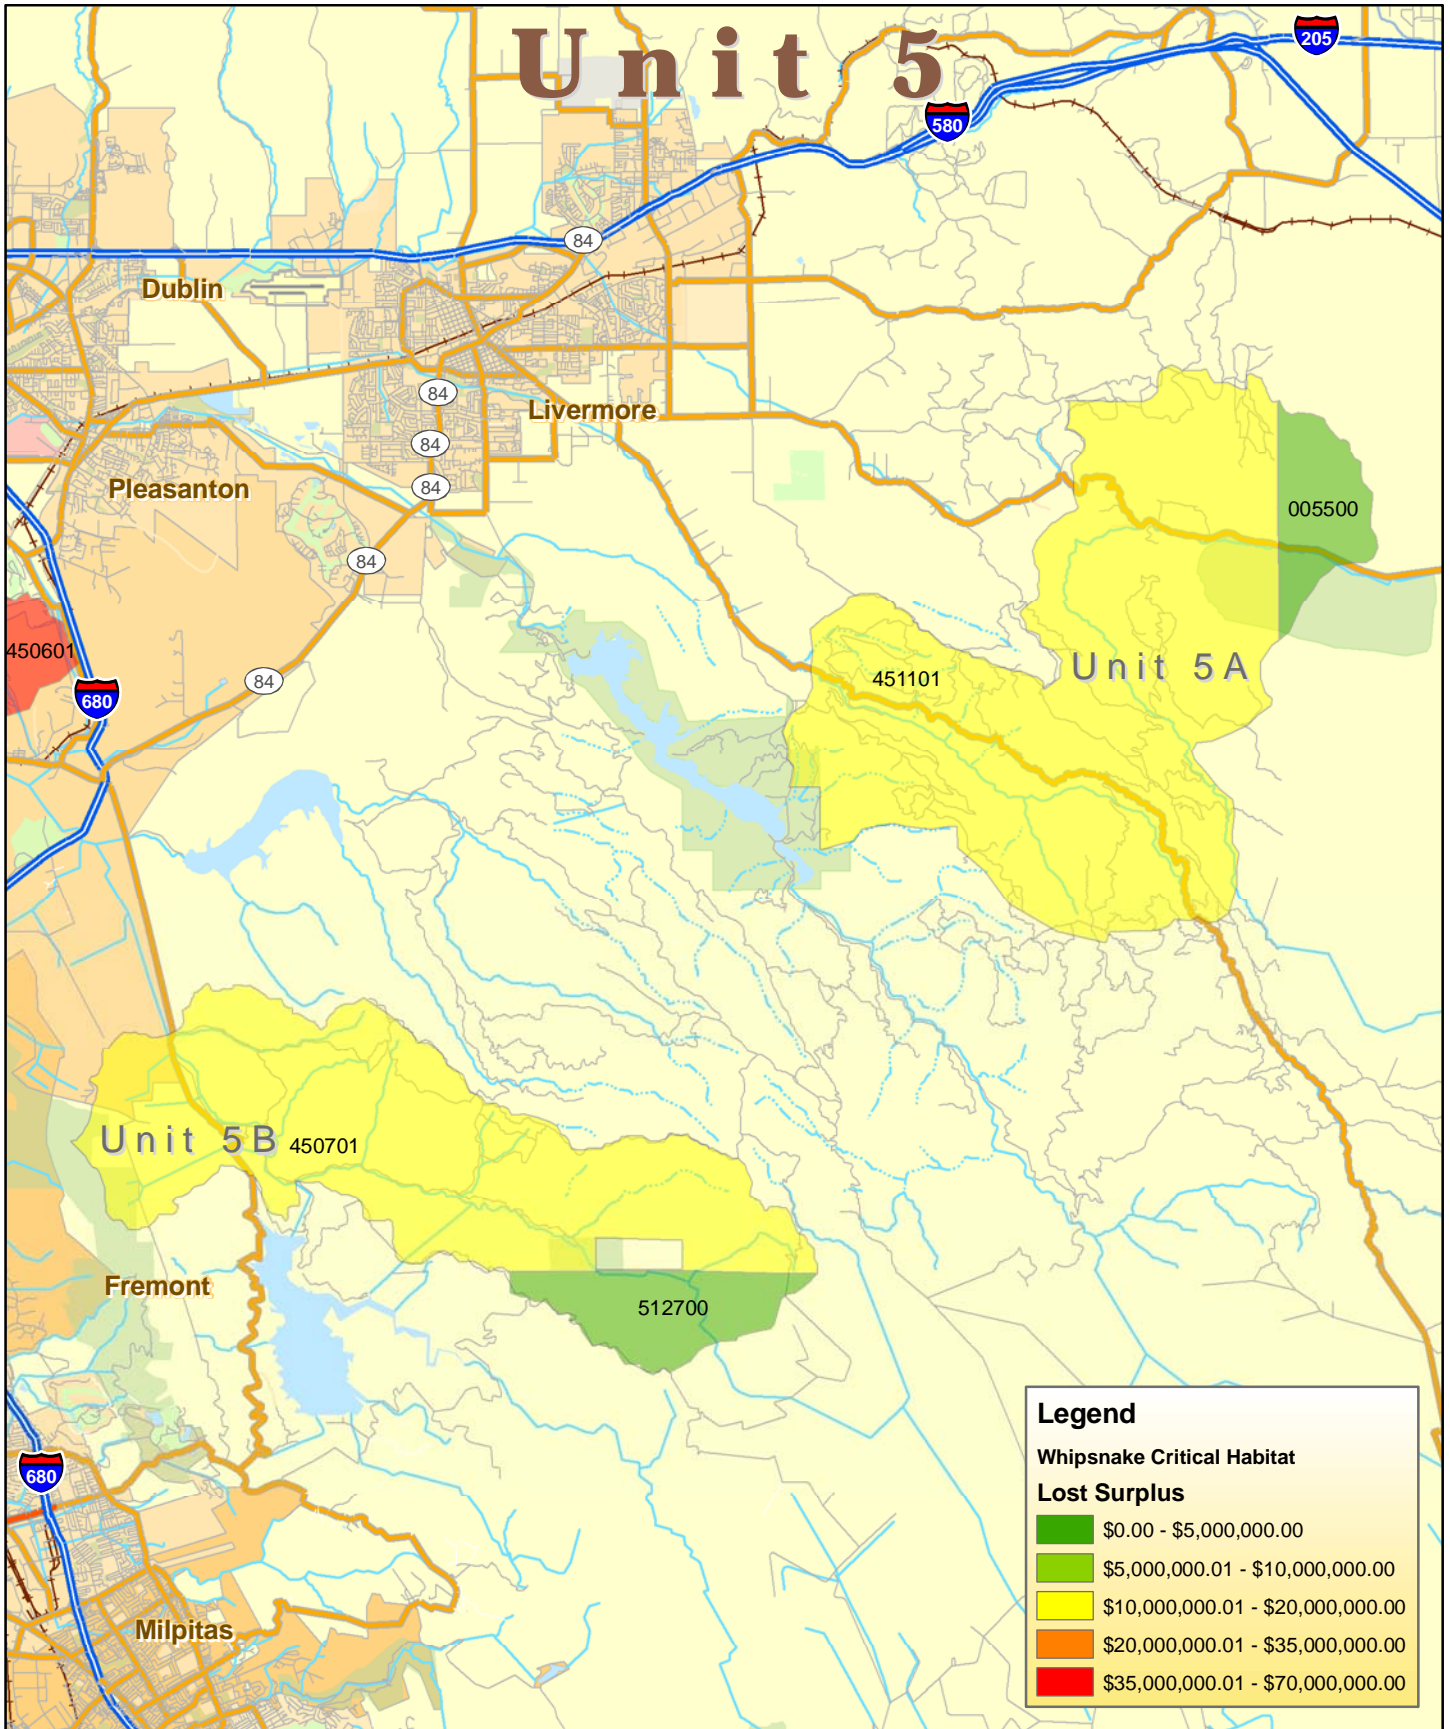 Unit 5
205
580
84
Dublin
84
Livermore
84
84
Pleasanton
005500
84
450601
Unit 5A
451101
84
680
Unit 5B
450701
Fremont
512700
680
Milpitas
Legend
Whipsnake Critical Habitat
Lost Surplus
$0.00 - $5,000,000.00
$5,000,000.01 - $10,000,000.00
$10,000,000.01 - $20,000,000.00
$20,000,000.01 - $35,000,000.00
$35,000,000.01 - $70,000,000.00